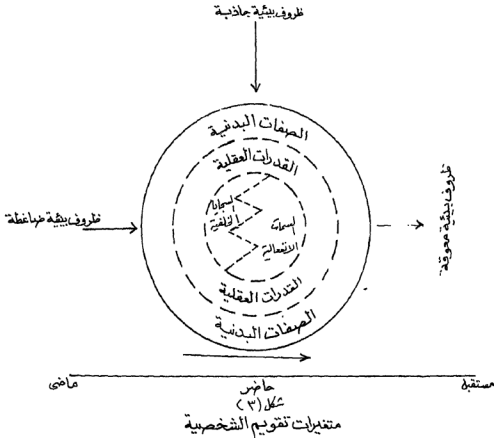 ظروف بيئية جاذبة
الصفات البدنية
القدرات العقلية
ظروف بيئية معوقة
السمات
الخلقية
ظروف بيئية ضاغطة
السمات
الانفعالية
القدرات العقلية
الصفات البدنية
ماضى
حاضر
مستقبل
شكل (٣)
متغيرات تقويم الشخصية